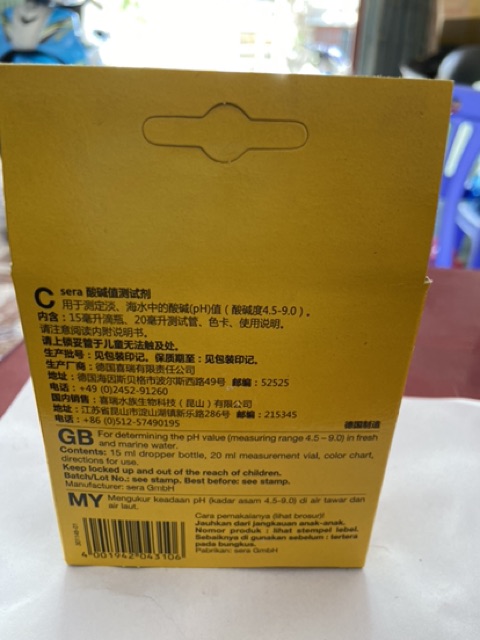 C sera 酸碱值测试剂
用于测定淡、海水中的酸碱(pH)值（酸碱度4.5-9.0）。
内含：15毫升滴瓶、20毫升测试管、色卡、使用说明。
请注意阅读内附说明书。
请上锁妥管于儿童无法触及处。
生产批号：见包装印记。保质期至：见包装印记。
生产厂商：德国喜瑞有限责任公司
地址：德国海因斯贝格市波尔斯西路49号 邮编：52525
电话：+49 (0)2452-91260
国内销售：喜瑞水族生物科技（昆山）有限公司
地址：江苏省昆山市淀山湖镇新乐路286号 邮编：215345
电话：+86 (0)512-57490195 德国制造
GB For determining the pH value (measuring range 4.5 – 9.0) in fresh
and marine water.
Contents: 15 ml dropper bottle, 20 ml measurement vial, color chart,
directions for use.
Keep locked up and out of the reach of children.
Batch/Lot No.: see stamp. Best before: see stamp.
Manufacturer: sera GmbH
MY Mengukur keadaan pH (kadar asam 4.5-9.0) di air tawar dan
air laut.
Cara pemakaianya (lihat brosur)!
Jauhkan dari jangkauan anak-anak.
Nomor produk : lihat stempel label.
Sebaiknya di gunakan sebelum : tertera
pada bungkus.
Pabrikan: sera GmbH
4 001942 043106